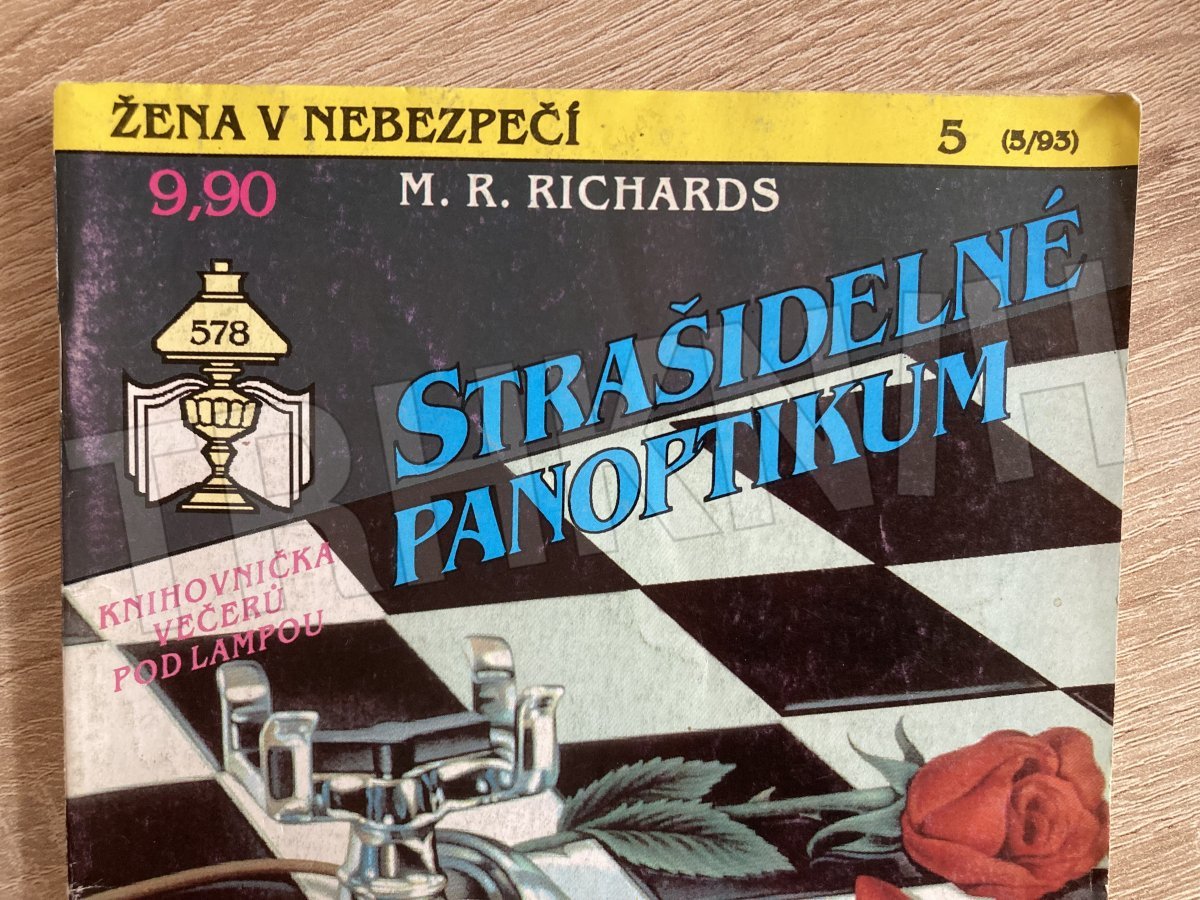 ŽENA V NEBEZPEČÍ 5 (5/93)
9,90 M. R. RICHARDS
578
STRAŠIDELNÉ
PANOPTIKUM
KNIHOVNIČKA
VEČERŮ
POD LAMPOU